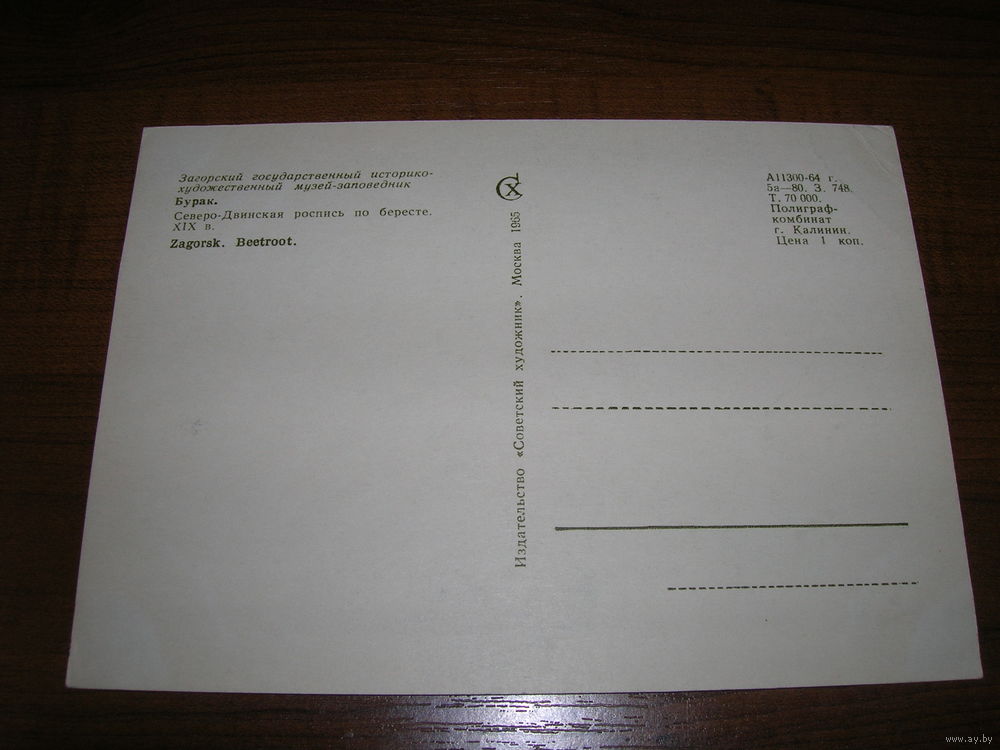 Загорский государственный историко-
художественный музей-заповедник
Бурак.
Северо-Двинская роспись по бересте.
XIX в.
Zagorsk. Beetroot.
СХ
Издательство «Советский художник». Москва 1965
А11300-64 г.
5а—80. З. 748.
Т. 70 000.
Полиграф-
комбинат
г. Калинин.
Цена 1 коп.
www.ay.by